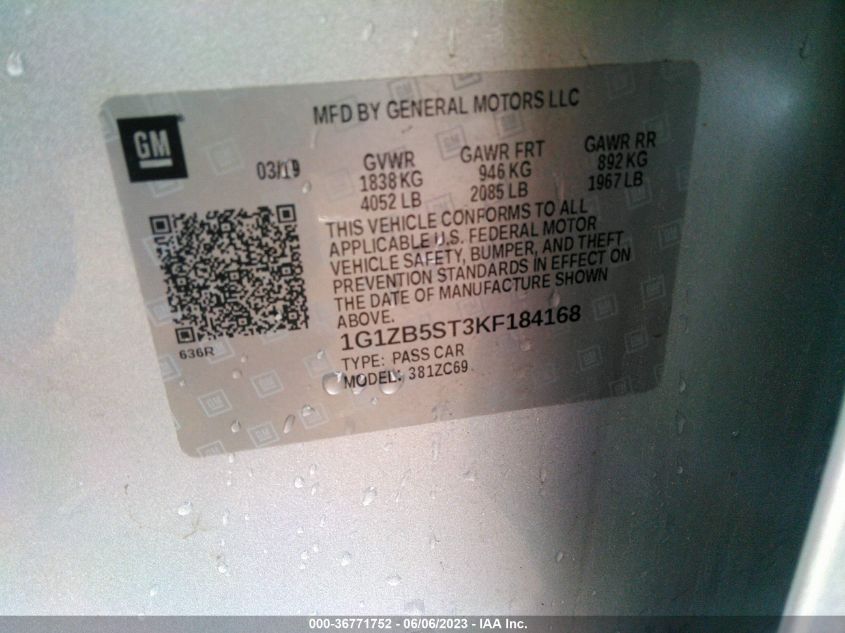 MFD BY GENERAL MOTORS LLC
GM
03/19
GVWR GAWR FRT GAWR RR
1838 KG 946 KG 892 KG
4052 LB 2085 LB 1967 LB
THIS VEHICLE CONFORMS TO ALL
APPLICABLE U.S. FEDERAL MOTOR
VEHICLE SAFETY, BUMPER, AND THEFT
PREVENTION STANDARDS IN EFFECT ON
THE DATE OF MANUFACTURE SHOWN
ABOVE.
1G1ZB5ST3KF184168
636R
TYPE: PASS CAR
MODEL: 381ZC69
000-36771752 - 06/06/2023 - IAA Inc.